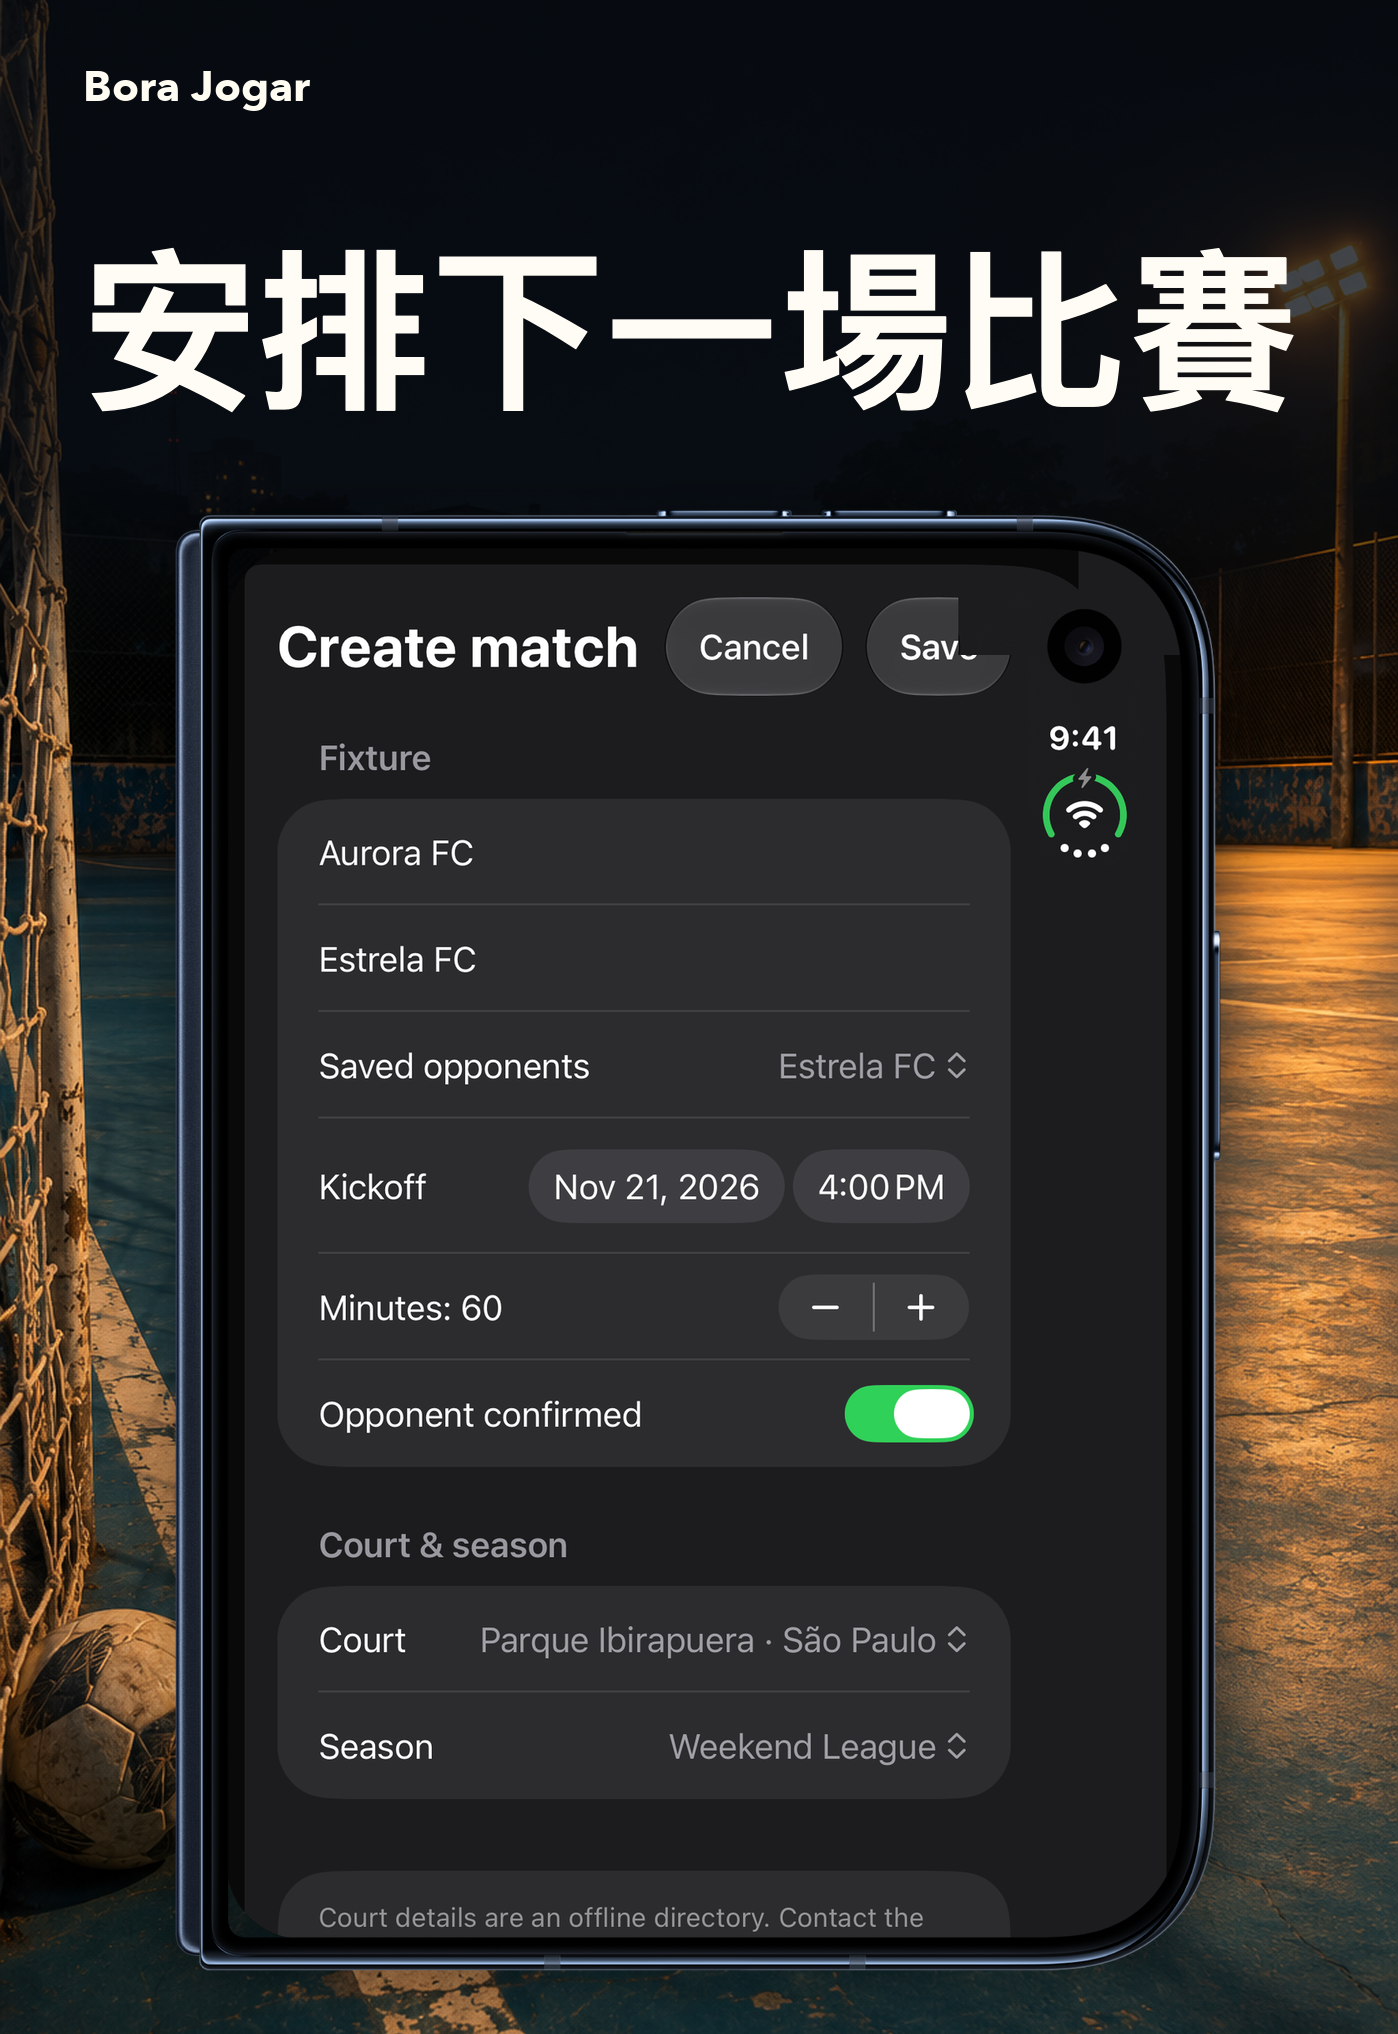 Bora Jogar
安排下一場比賽
Create match
Cancel
Save
9:41
Fixture
Aurora FC
Estrela FC
Saved opponents
Estrela FC
Kickoff
Nov 21, 2026
4:00 PM
Minutes: 60
Opponent confirmed
Court & season
Court
Parque Ibirapuera · São Paulo
Season
Weekend League
Court details are an offline directory. Contact the